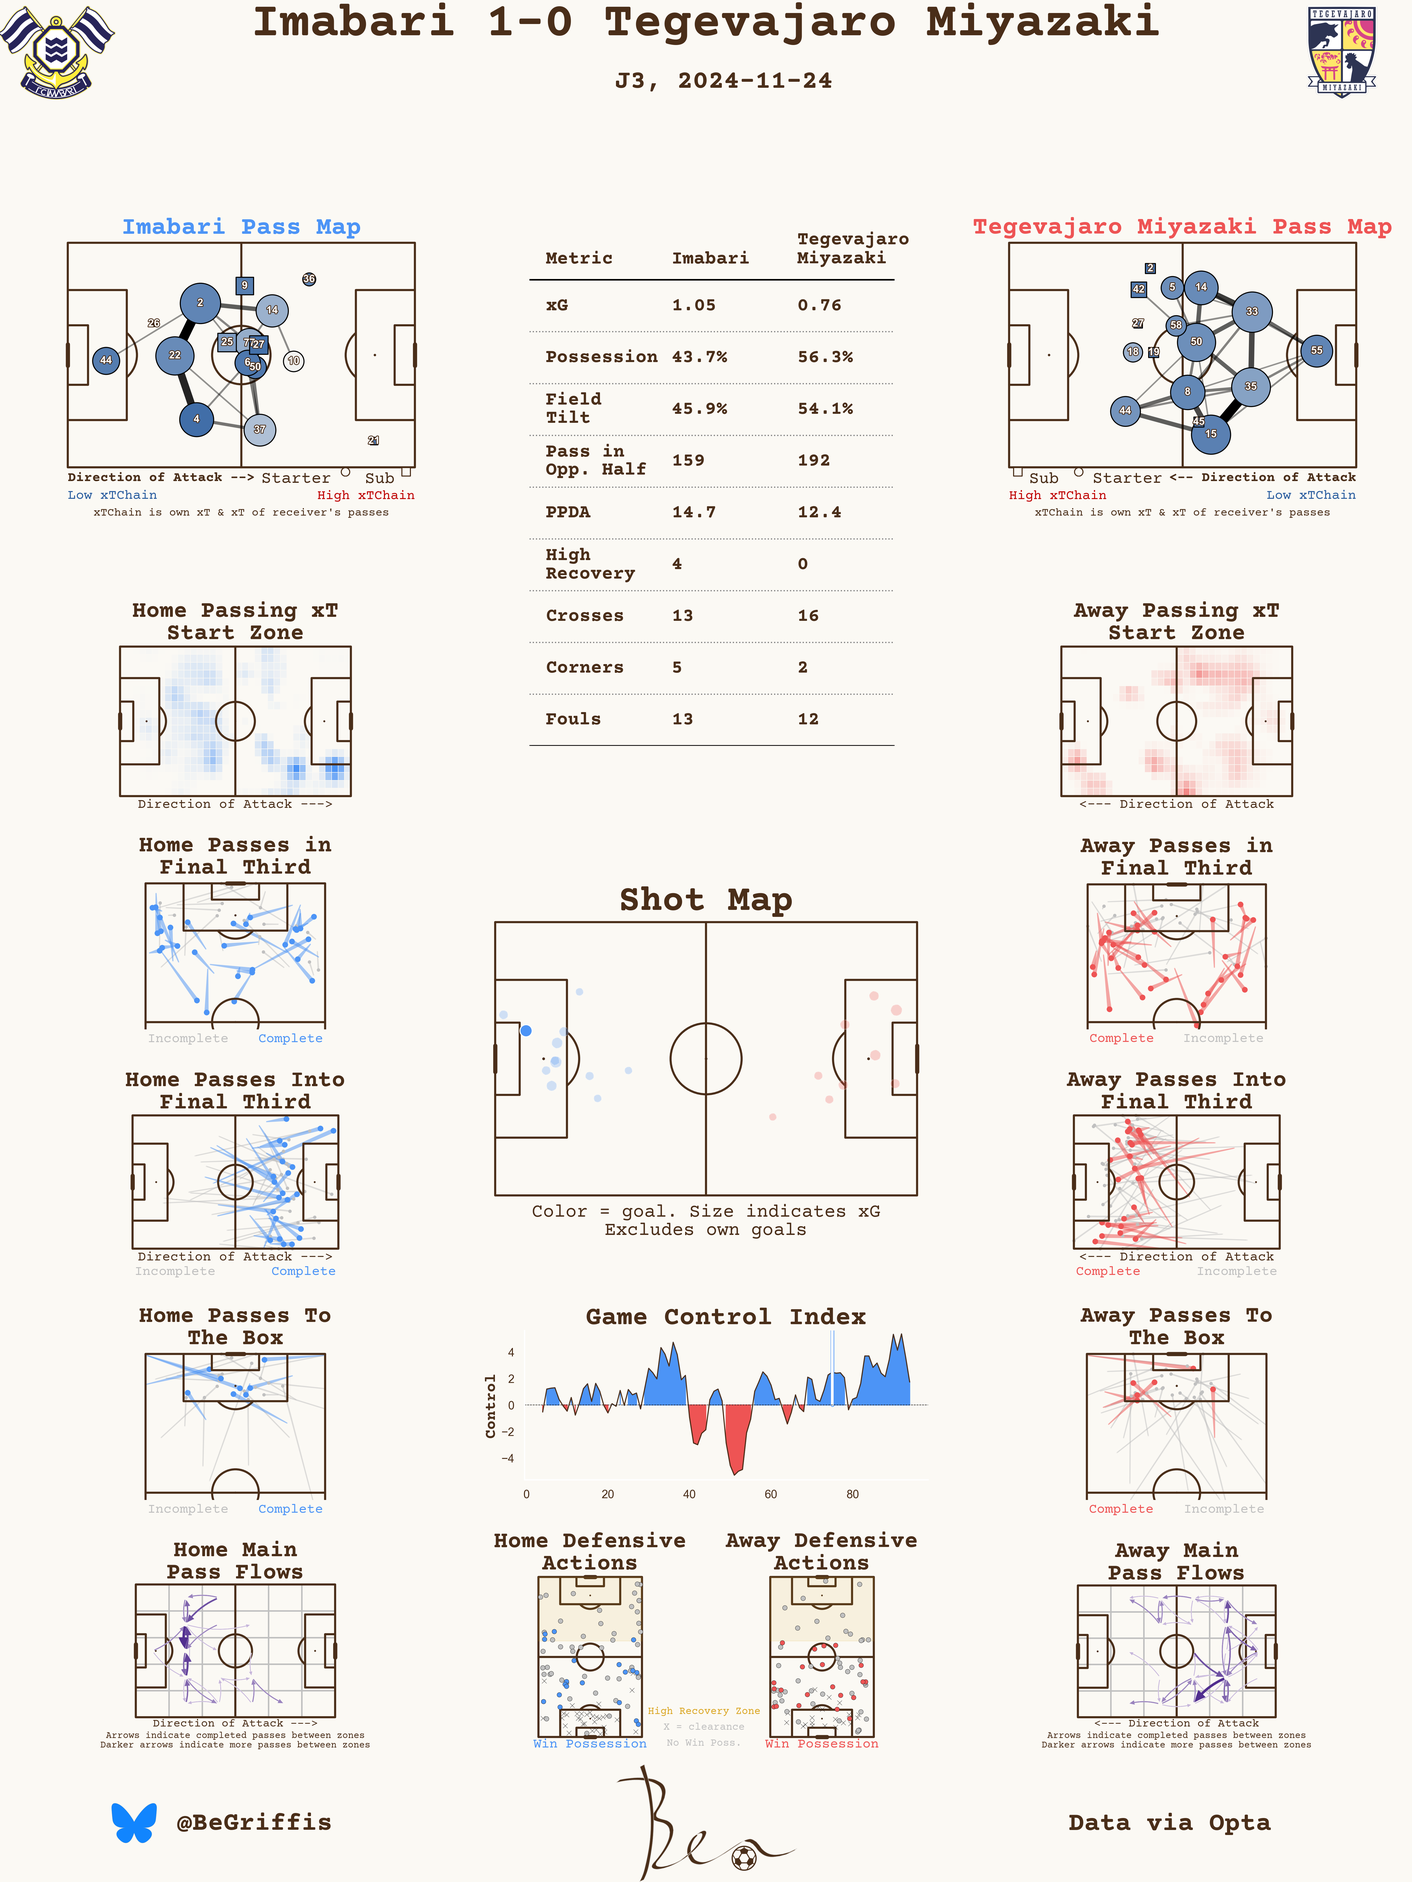 Imabari 1-0 Tegevajaro Miyazaki
J3, 2024-11-24
FC IMABARI
TEGEVAJARO
MIYAZAKI
Imabari Pass Map
2
9
36
14
26
25
77
27
44
22
6
50
10
4
37
21
Direction of Attack --> Starter Sub
Low xTChain High xTChain
xTChain is own xT & xT of receiver's passes
Metric Imabari Tegevajaro
Miyazaki
xG 1.05 0.76
Possession 43.7% 56.3%
Field
Tilt 45.9% 54.1%
Pass in
Opp. Half 159 192
PPDA 14.7 12.4
High
Recovery 4 0
Crosses 13 16
Corners 5 2
Fouls 13 12
Tegevajaro Miyazaki Pass Map
2
42
5
14
27
58
33
18
19
50
55
8
35
44
45
15
Sub Starter <-- Direction of Attack
High xTChain Low xTChain
xTChain is own xT & xT of receiver's passes
Home Passing xT
Start Zone
Direction of Attack --->
Away Passing xT
Start Zone
<--- Direction of Attack
Home Passes in
Final Third
Incomplete Complete
Away Passes in
Final Third
Complete Incomplete
Shot Map
Color = goal. Size indicates xG
Excludes own goals
Home Passes Into
Final Third
Direction of Attack --->
Incomplete Complete
Away Passes Into
Final Third
<--- Direction of Attack
Complete Incomplete
Home Passes To
The Box
Incomplete Complete
Game Control Index
Control
4
2
0
−2
−4
0 20 40 60 80
Away Passes To
The Box
Complete Incomplete
Home Main
Pass Flows
Direction of Attack --->
Arrows indicate completed passes between zones
Darker arrows indicate more passes between zones
Home Defensive
Actions
Win Possession
High Recovery Zone
X = clearance
No Win Poss.
Away Defensive
Actions
Win Possession
Away Main
Pass Flows
<--- Direction of Attack
Arrows indicate completed passes between zones
Darker arrows indicate more passes between zones
@BeGriffis
Ben
Data via Opta